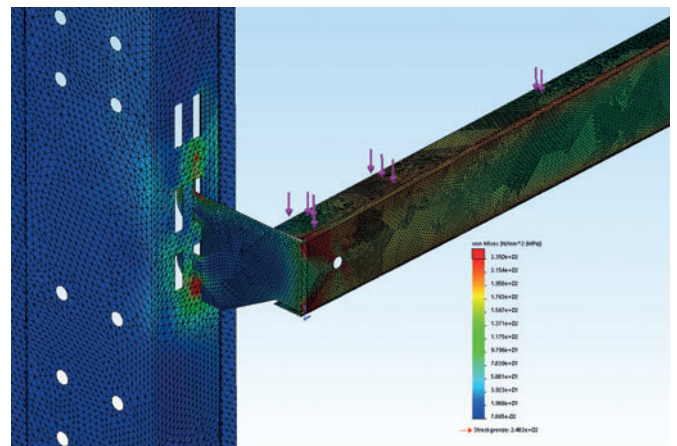 von Mises (N/mm^2 (MPa))
2.350e+02
2.154e+02
1.958e+02
1.763e+02
1.567e+02
1.371e+02
1.175e+02
9.796e+01
7.839e+01
5.881e+01
3.923e+01
1.966e+01
7.845e-02
Streckgrenze: 2.482e+02